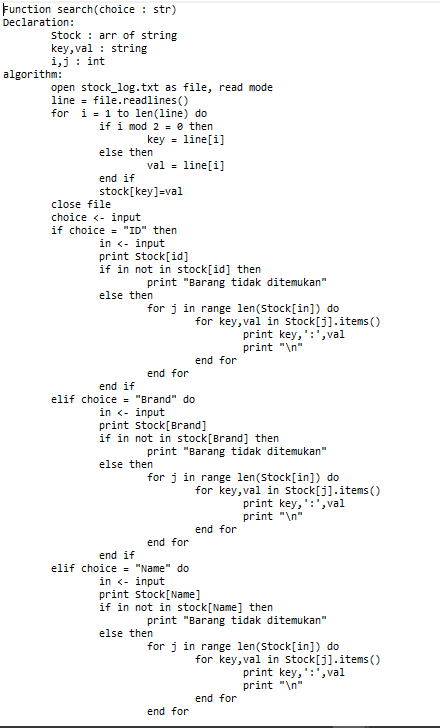 Function search(choice : str)
Declaration:
	Stock : arr of string
	key,val : string
	i,j : int
algorithm:
	open stock_log.txt as file, read mode
	line = file.readlines()
	for  i = 1 to len(line) do
		if i mod 2 = 0 then
			key = line[i]
		else then
			val = line[i]
		end if
		stock[key]=val
	close file
	choice <- input
	if choice = "ID" then
		in <- input
		print Stock[id]
		if in not in stock[id] then
			print "Barang tidak ditemukan"
		else then
			for j in range len(Stock[in]) do
				for key,val in Stock[j].items()
					print key,':',val
					print "\n"
				end for
			end for
		end if
	elif choice = "Brand" do
		in <- input
		print Stock[Brand]
		if in not in stock[Brand] then
			print "Barang tidak ditemukan"
		else then
			for j in range len(Stock[in]) do
				for key,val in Stock[j].items()
					print key,':',val
					print "\n"
				end for
			end for
		end if
	elif choice = "Name" do
		in <- input
		print Stock[Name]
		if in not in stock[Name] then
			print "Barang tidak ditemukan"
		else then
			for j in range len(Stock[in]) do
				for key,val in Stock[j].items()
					print key,':',val
					print "\n"
				end for
			end for